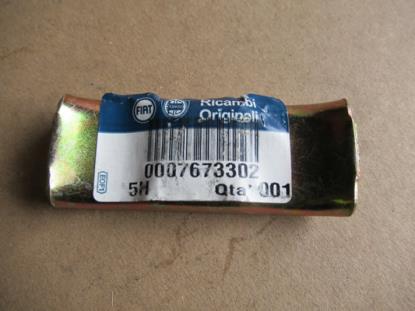 FIAT
Ricambi
Originali
0007673302
5H
Qta' 001